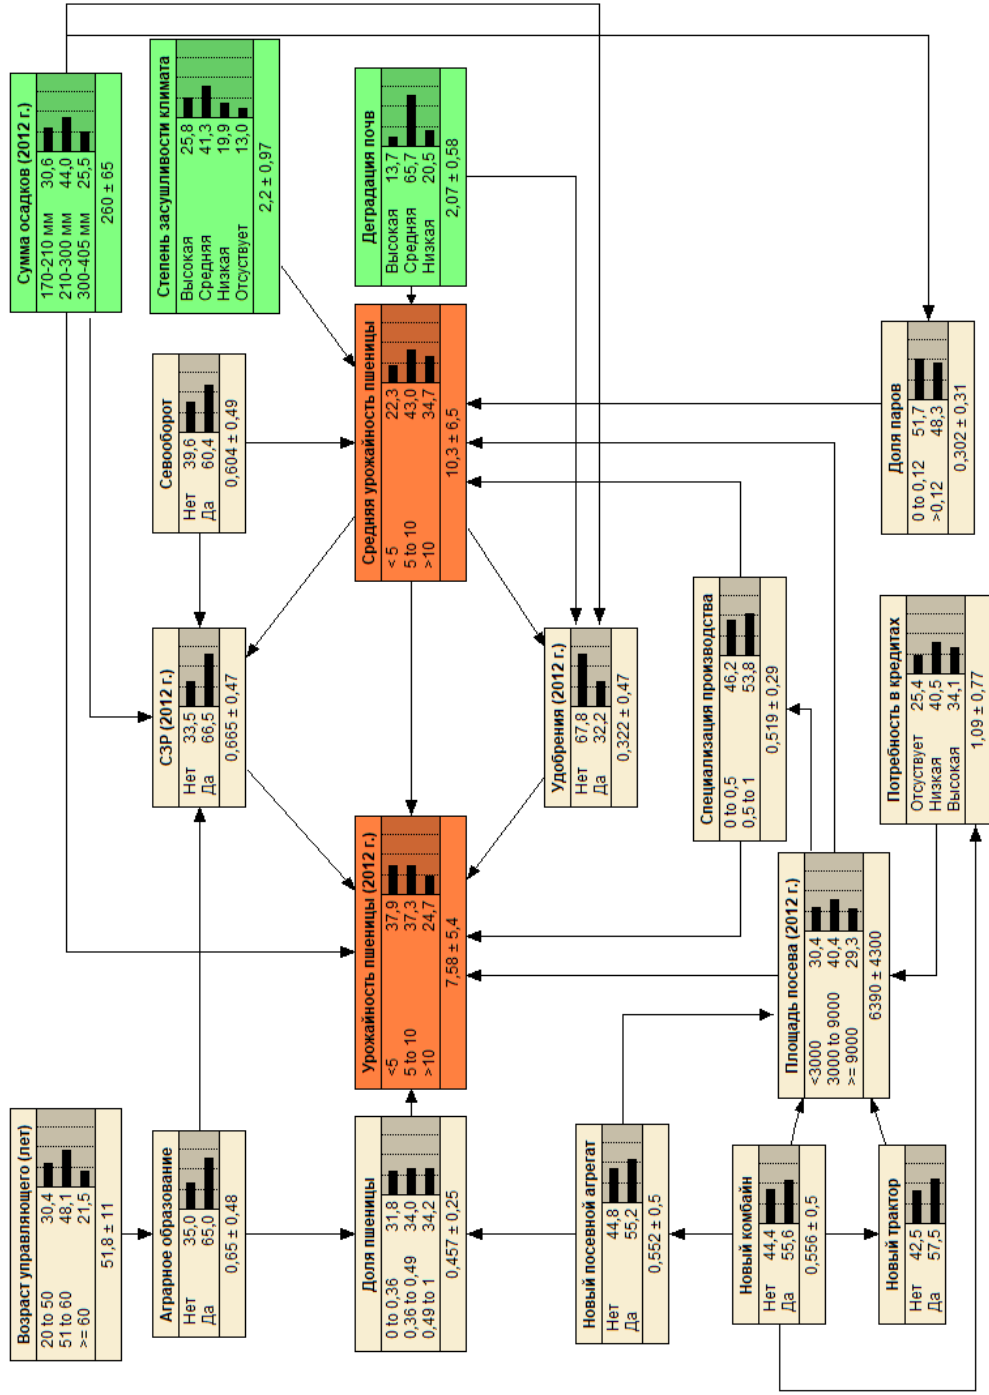 Возраст управляющего (лет)
20 to 50 30,4
51 to 60 48,1
>= 60 21,5
51,8 ± 11
Аграрное образование
Нет 35,0
Да 65,0
0,65 ± 0,48
Доля пшеницы
0 to 0,36 31,8
0,36 to 0,49 34,0
0,49 to 1 34,2
0,457 ± 0,25
Новый посевной агрегат
Нет 44,8
Да 55,2
0,552 ± 0,5
Новый комбайн
Нет 44,4
Да 55,6
0,556 ± 0,5
Новый трактор
Нет 42,5
Да 57,5
Урожайность пшеницы (2012 г.)
<5 37,9
5 to 10 37,3
>10 24,7
7,58 ± 5,4
Площадь посева (2012 г.)
<3000 30,4
3000 to 9000 40,4
>= 9000 29,3
6390 ± 4300
СЗР (2012 г.)
Нет 33,5
Да 66,5
0,665 ± 0,47
Удобрения (2012 г.)
Нет 67,8
Да 32,2
0,322 ± 0,47
Специализация производства
0 to 0,5 46,2
0,5 to 1 53,8
0,519 ± 0,29
Потребность в кредитах
Отсуствует 25,4
Низкая 40,5
Высокая 34,1
1,09 ± 0,77
Севооборот
Нет 39,6
Да 60,4
0,604 ± 0,49
Средняя урожайность пшеницы
< 5 22,3
5 to 10 43,0
>10 34,7
10,3 ± 6,5
Доля паров
0 to 0,12 51,7
>0,12 48,3
0,302 ± 0,31
Сумма осадков (2012 г.)
170-210 мм 30,6
210-300 мм 44,0
300-405 мм 25,5
260 ± 65
Степень засушливости климата
Высокая 25,8
Средняя 41,3
Низкая 19,9
Отсуствует 13,0
2,2 ± 0,97
Деградация почв
Высокая 13,7
Средняя 65,7
Низкая 20,5
2,07 ± 0,58